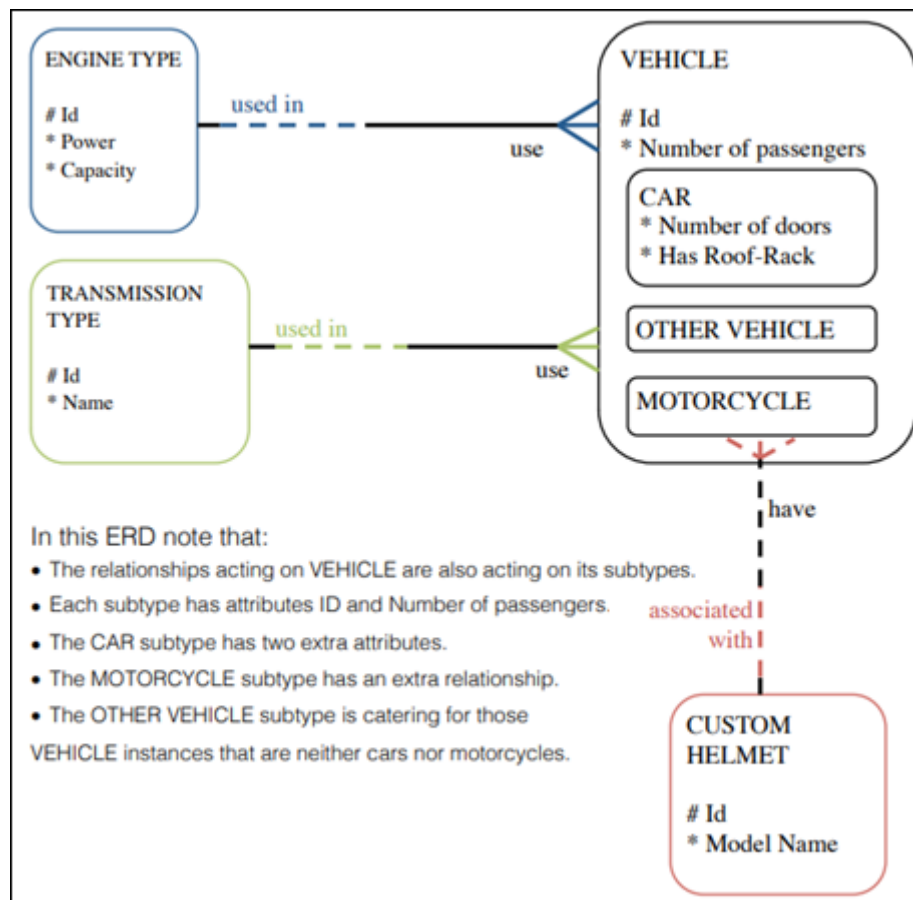 ENGINE TYPE
# Id
* Power
* Capacity
used in
use
VEHICLE
# Id
* Number of passengers
CAR
* Number of doors
* Has Roof-Rack
OTHER VEHICLE
MOTORCYCLE
TRANSMISSION
TYPE
# Id
* Name
used in
use
have
associated
with
CUSTOM
HELMET
# Id
* Model Name
In this ERD note that:
• The relationships acting on VEHICLE are also acting on its subtypes.
• Each subtype has attributes ID and Number of passengers.
• The CAR subtype has two extra attributes.
• The MOTORCYCLE subtype has an extra relationship.
• The OTHER VEHICLE subtype is catering for those
VEHICLE instances that are neither cars nor motorcycles.